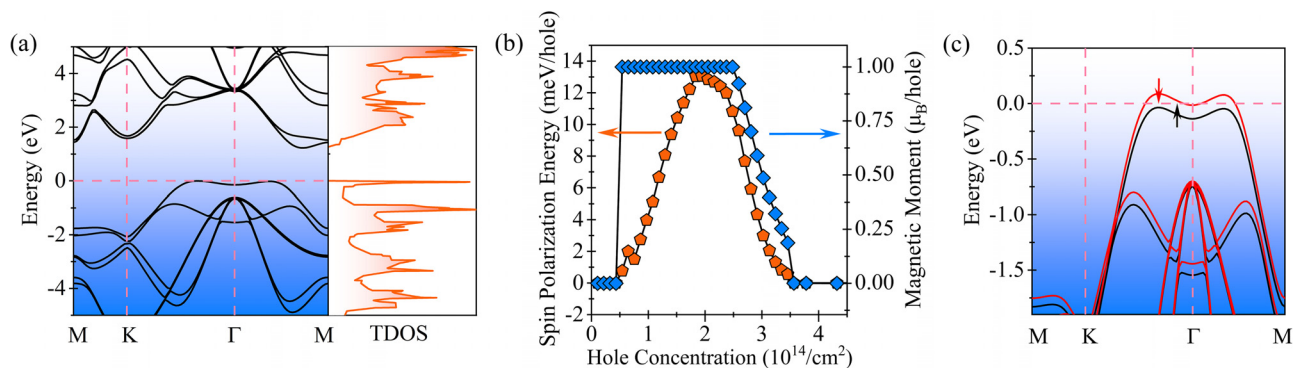 (a)
Energy (eV)
4
2
0
-2
-4
M K Γ M
TDOS
(b)
Spin Polarization Energy (meV/hole)
14
12
10
8
6
4
2
0
-2
0 1 2 3 4
Hole Concentration (10¹⁴/cm²)
1.00
0.75
0.50
0.25
0.00
Magnetic Moment (μB/hole)
(c)
Energy (eV)
0.5
0.0
-0.5
-1.0
-1.5
M K Γ M